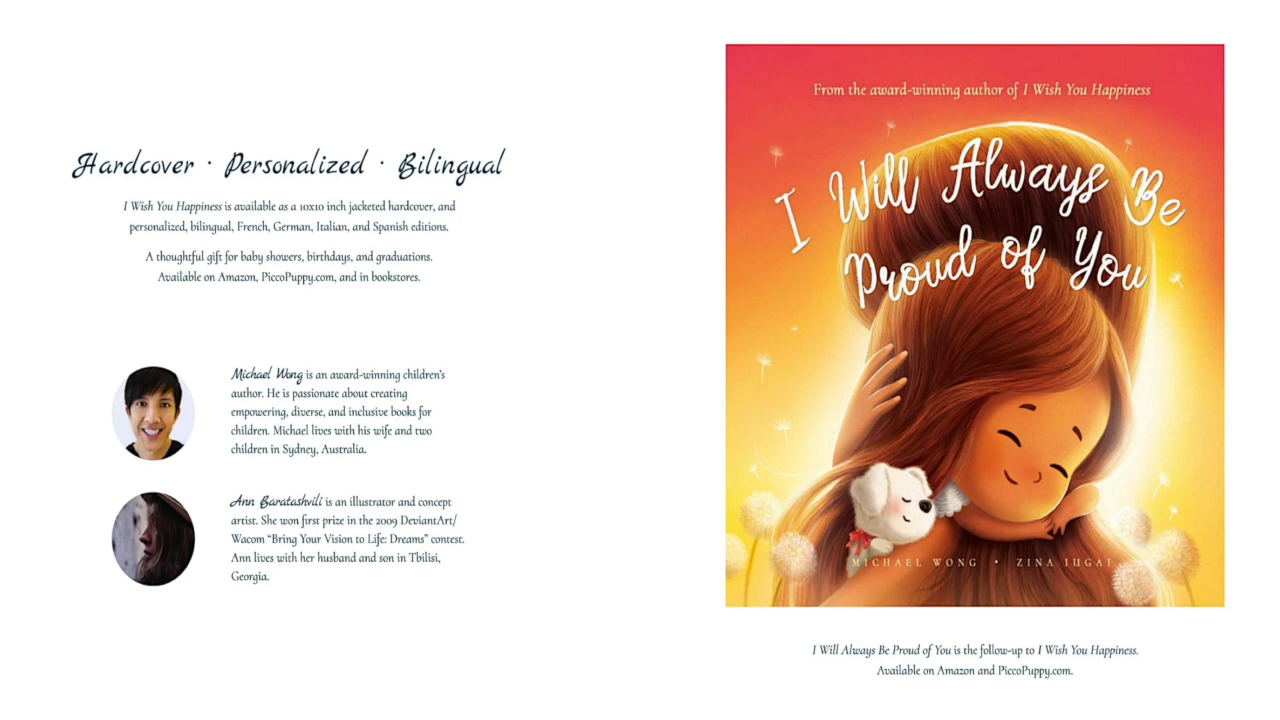 Hardcover · Personalized · Bilingual
I Wish You Happiness is available as a 10x10 inch jacketed hardcover, and
personalized, bilingual, French, German, Italian, and Spanish editions.
A thoughtful gift for baby showers, birthdays, and graduations.
Available on Amazon, PiccoPuppy.com, and in bookstores.
Michael Wong is an award-winning children's
author. He is passionate about creating
empowering, diverse, and inclusive books for
children. Michael lives with his wife and two
children in Sydney, Australia.
Ann Baratashvili is an illustrator and concept
artist. She won first prize in the 2009 DeviantArt/
Wacom “Bring Your Vision to Life: Dreams” contest.
Ann lives with her husband and son in Tbilisi,
Georgia.
From the award-winning author of I Wish You Happiness
I Will Always Be
Proud of You
MICHAEL WONG • ZINA IUGAI
I Will Always Be Proud of You is the follow-up to I Wish You Happiness.
Available on Amazon and PiccoPuppy.com.